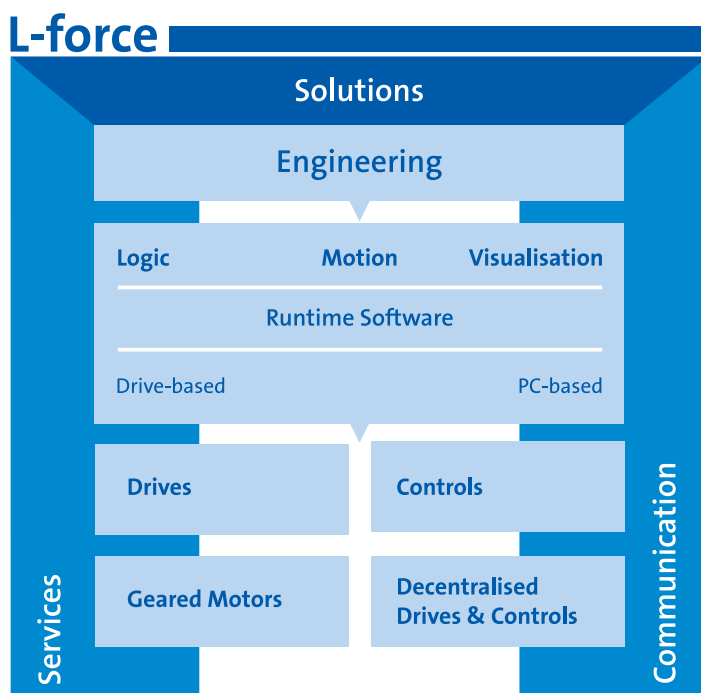 L-force
Solutions
Engineering
Logic Motion Visualisation
Runtime Software
Drive-based PC-based
Drives
Controls
Geared Motors
Decentralised
Drives & Controls
Services
Communication